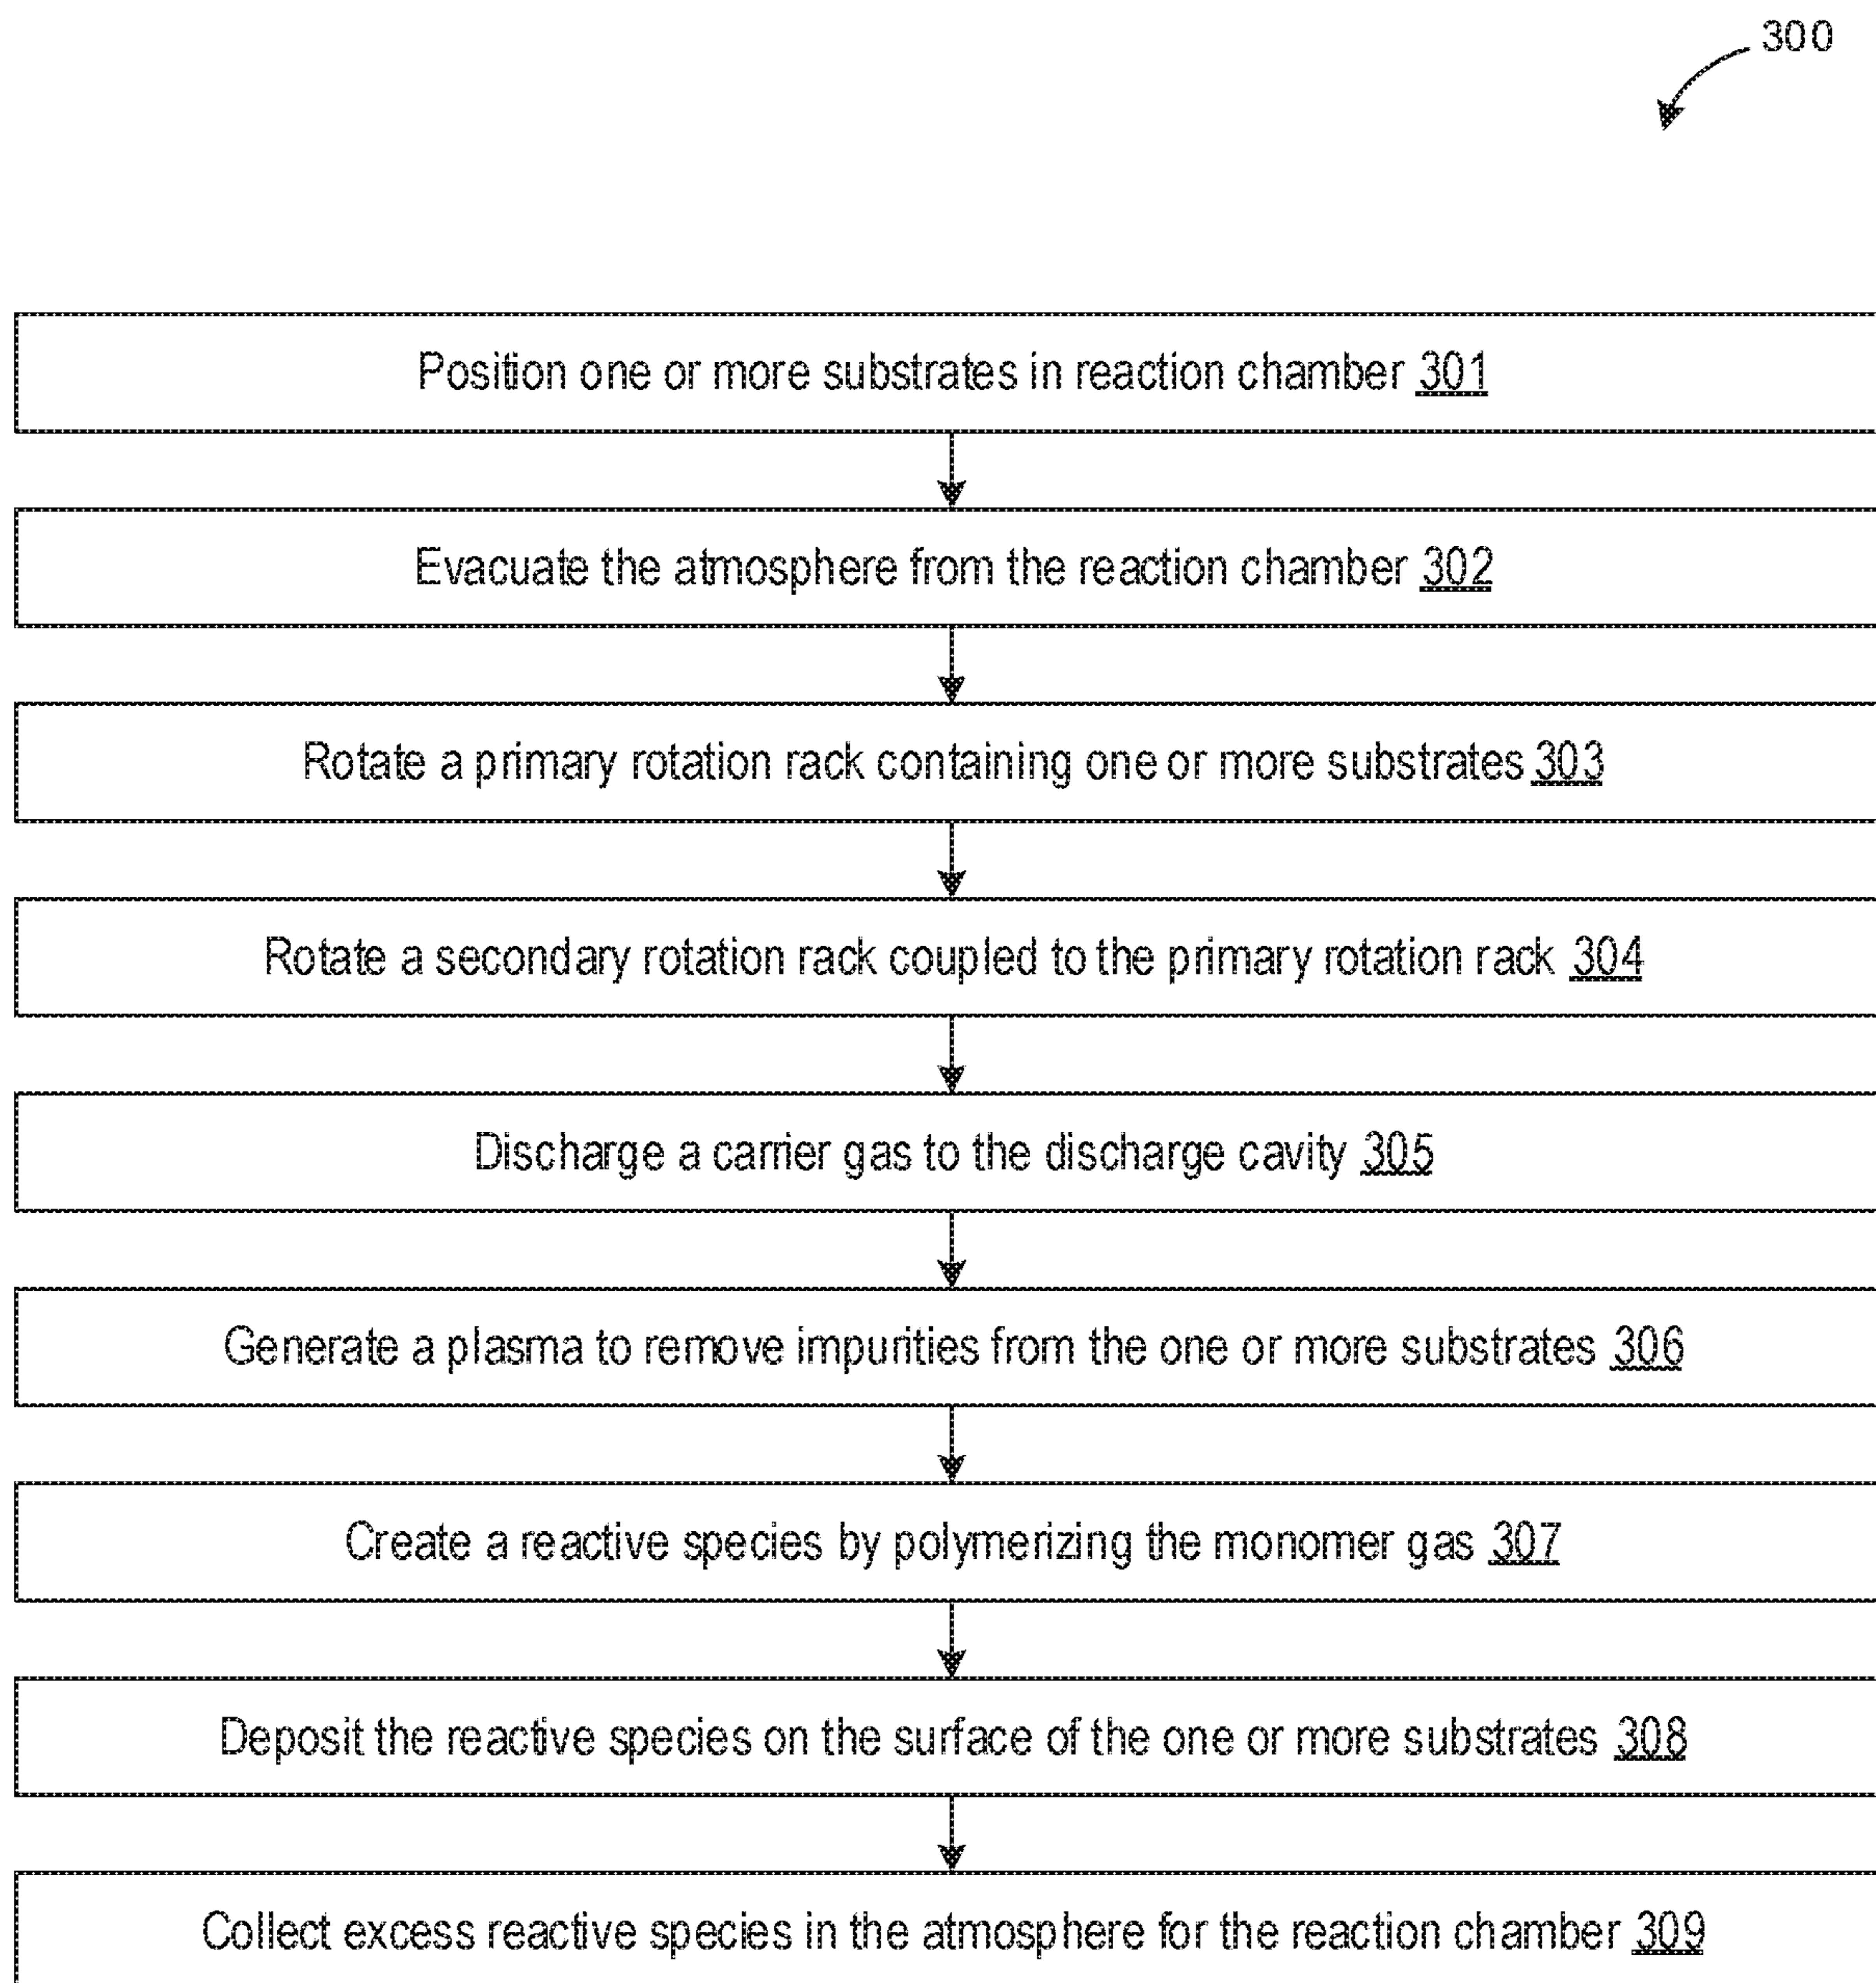 300
Position one or more substrates in reaction chamber 301
Evacuate the atmosphere from the reaction chamber 302
Rotate a primary rotation rack containing one or more substrates 303
Rotate a secondary rotation rack coupled to the primary rotation rack 304
Discharge a carrier gas to the discharge cavity 305
Generate a plasma to remove impurities from the one or more substrates 306
Create a reactive species by polymerizing the monomer gas 307
Deposit the reactive species on the surface of the one or more substrates 308
Collect excess reactive species in the atmosphere for the reaction chamber 309